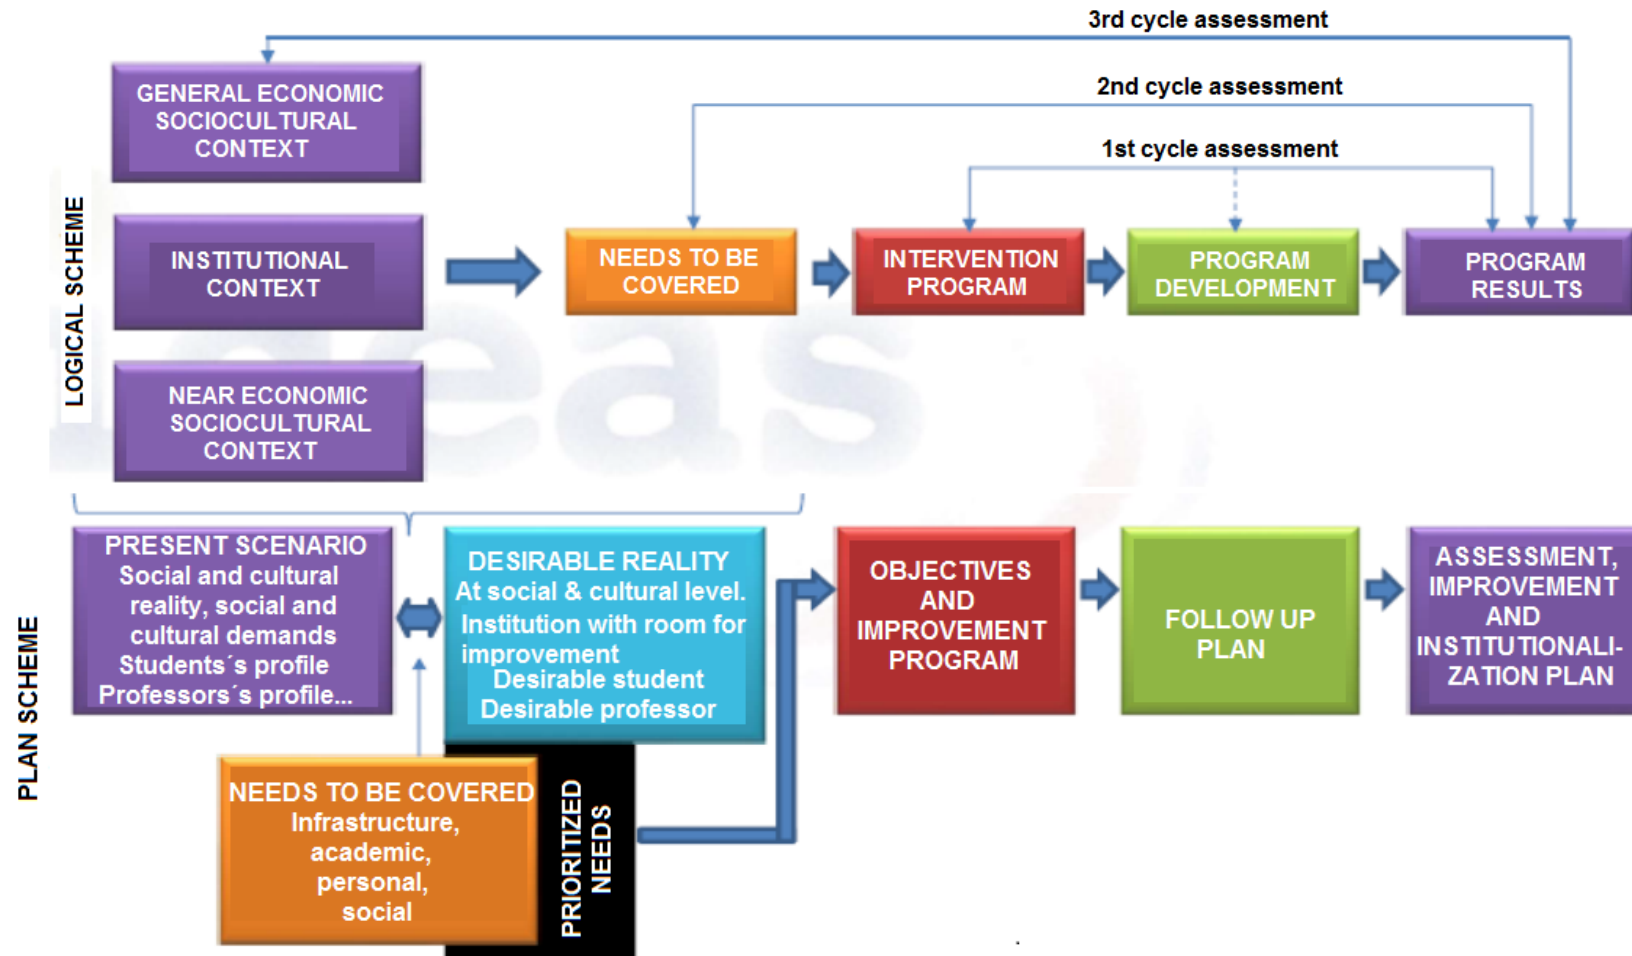 3rd cycle assessment
2nd cycle assessment
1st cycle assessment
LOGICAL SCHEME
GENERAL ECONOMIC
SOCIOCULTURAL
CONTEXT
INSTITUTIONAL
CONTEXT
NEAR ECONOMIC
SOCIOCULTURAL
CONTEXT
NEEDS TO BE
COVERED
INTERVENTION
PROGRAM
PROGRAM
DEVELOPMENT
PROGRAM
RESULTS
ideas
PLAN SCHEME
PRESENT SCENARIO
Social and cultural
reality, social and
cultural demands
Students´s profile
Professors´s profile...
DESIRABLE REALITY
At social & cultural level.
Institution with room for
improvement
Desirable student
Desirable professor
OBJECTIVES
AND
IMPROVEMENT
PROGRAM
FOLLOW UP
PLAN
ASSESSMENT,
IMPROVEMENT
AND
INSTITUTIONALI-
ZATION PLAN
NEEDS TO BE COVERED
Infrastructure,
academic,
personal,
social
PRIORITIZED
NEEDS